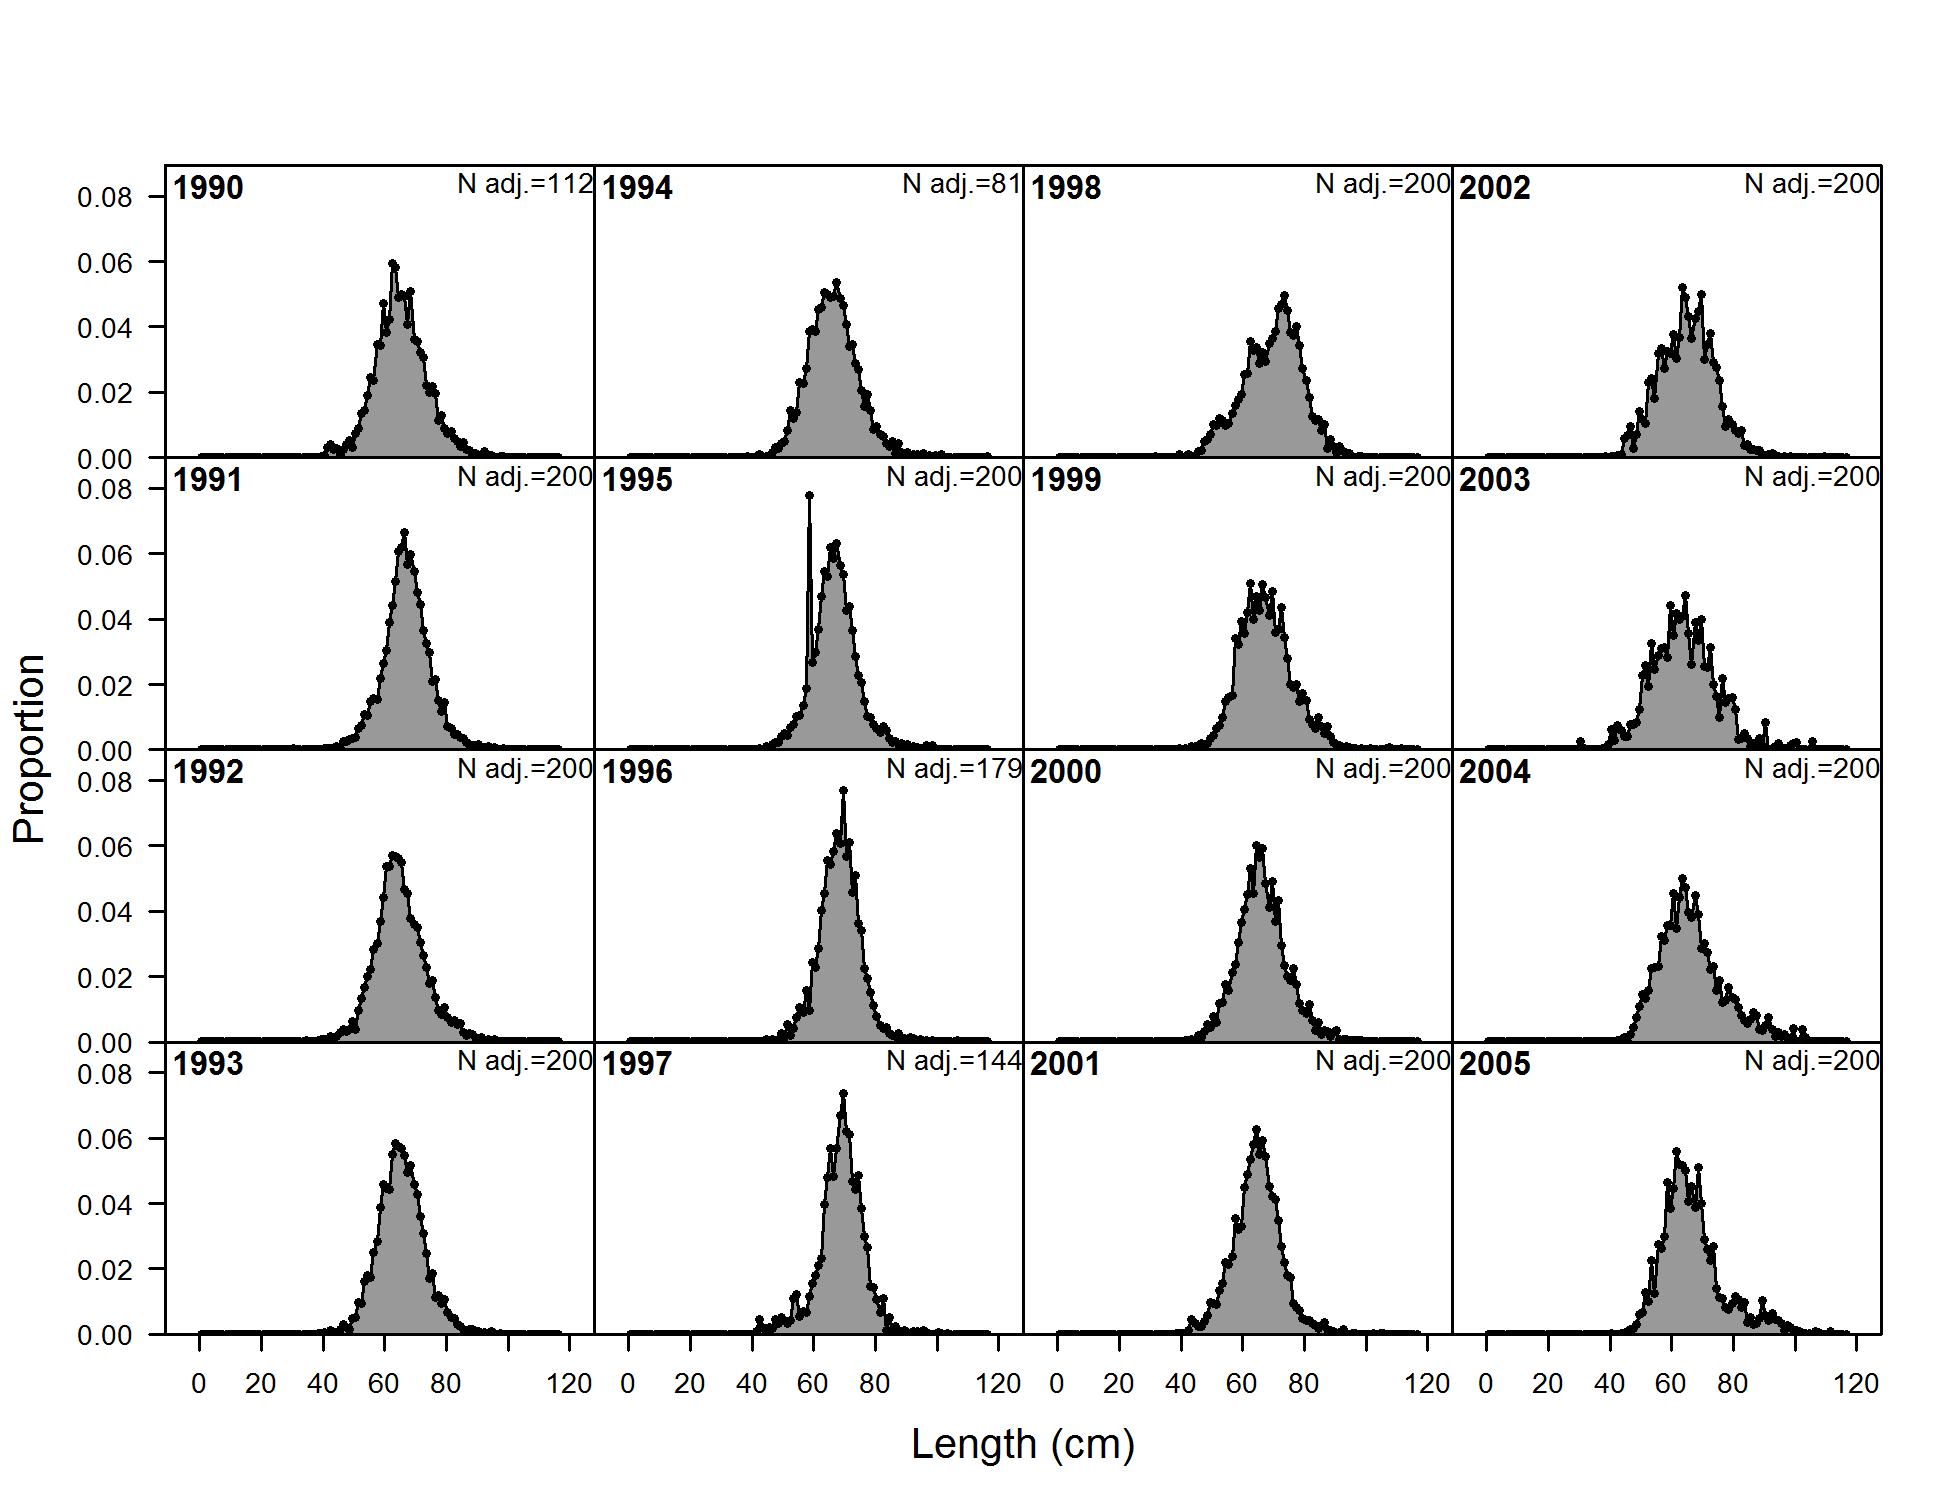 1990 N adj.=112 1994 N adj.=81 1998 N adj.=200 2002 N adj.=200
0.08
0.06
0.04
0.02
0.00
1991 N adj.=200 1995 N adj.=200 1999 N adj.=200 2003 N adj.=200
0.08
0.06
0.04
0.02
0.00
1992 N adj.=200 1996 N adj.=179 2000 N adj.=200 2004 N adj.=200
0.08
0.06
0.04
0.02
0.00
1993 N adj.=200 1997 N adj.=144 2001 N adj.=200 2005 N adj.=200
0.08
0.06
0.04
0.02
0.00
Proportion
0 20 40 60 80 120 0 20 40 60 80 120 0 20 40 60 80 120 0 20 40 60 80 120
Length (cm)